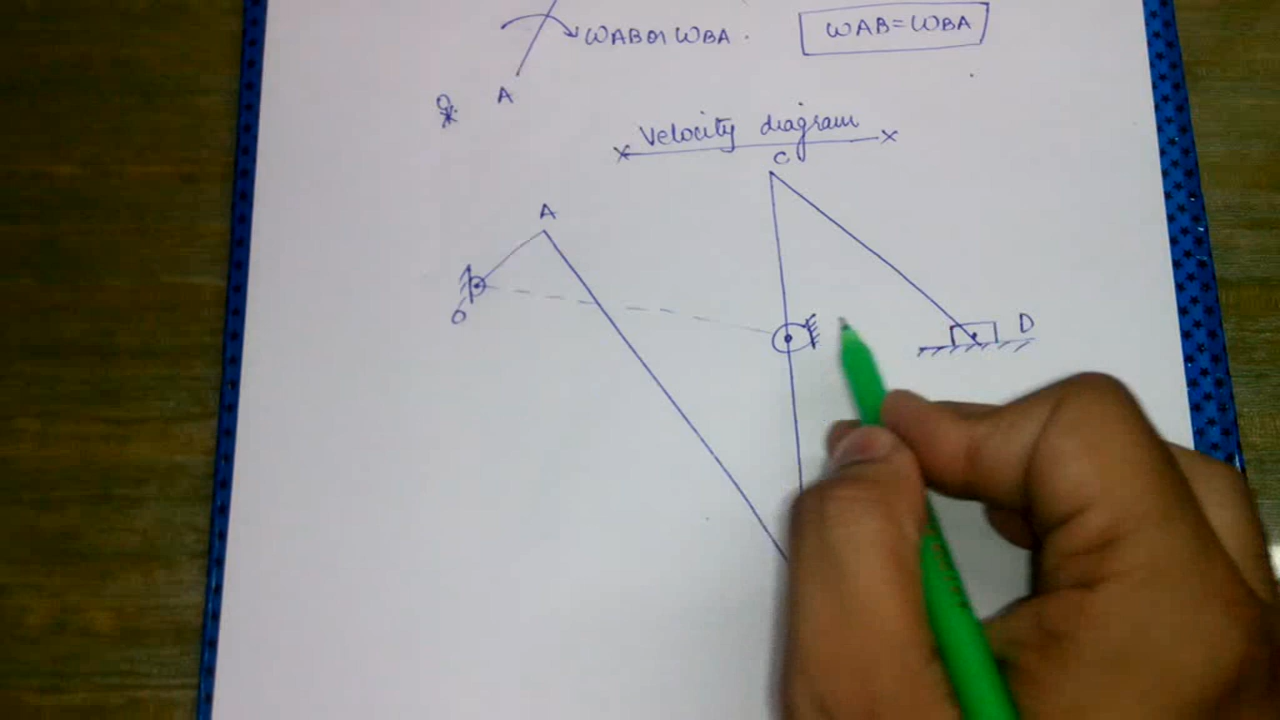 ωAB or ωBA.
ωAB = ωBA
A
Velocity diagram
C
A
O
D